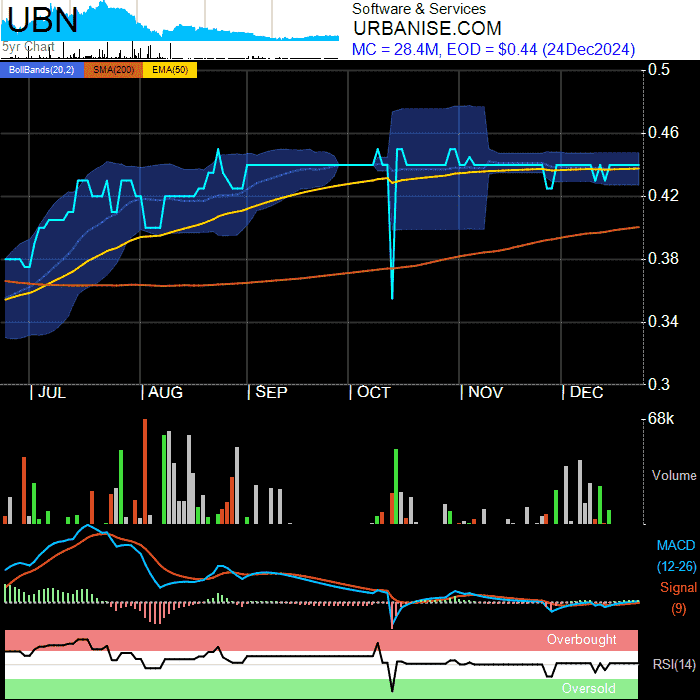 UBN
5yr Chart
Software & Services
URBANISE.COM
MC = 28.4M, EOD = $0.44 (24Dec2024)
BollBands(20,2) SMA(200) EMA(50)
0.5
0.46
0.42
0.38
0.34
0.3
JUL AUG SEP OCT NOV DEC
68k
Volume
MACD
(12-26)
Signal
(9)
Overbought
RSI(14)
Oversold